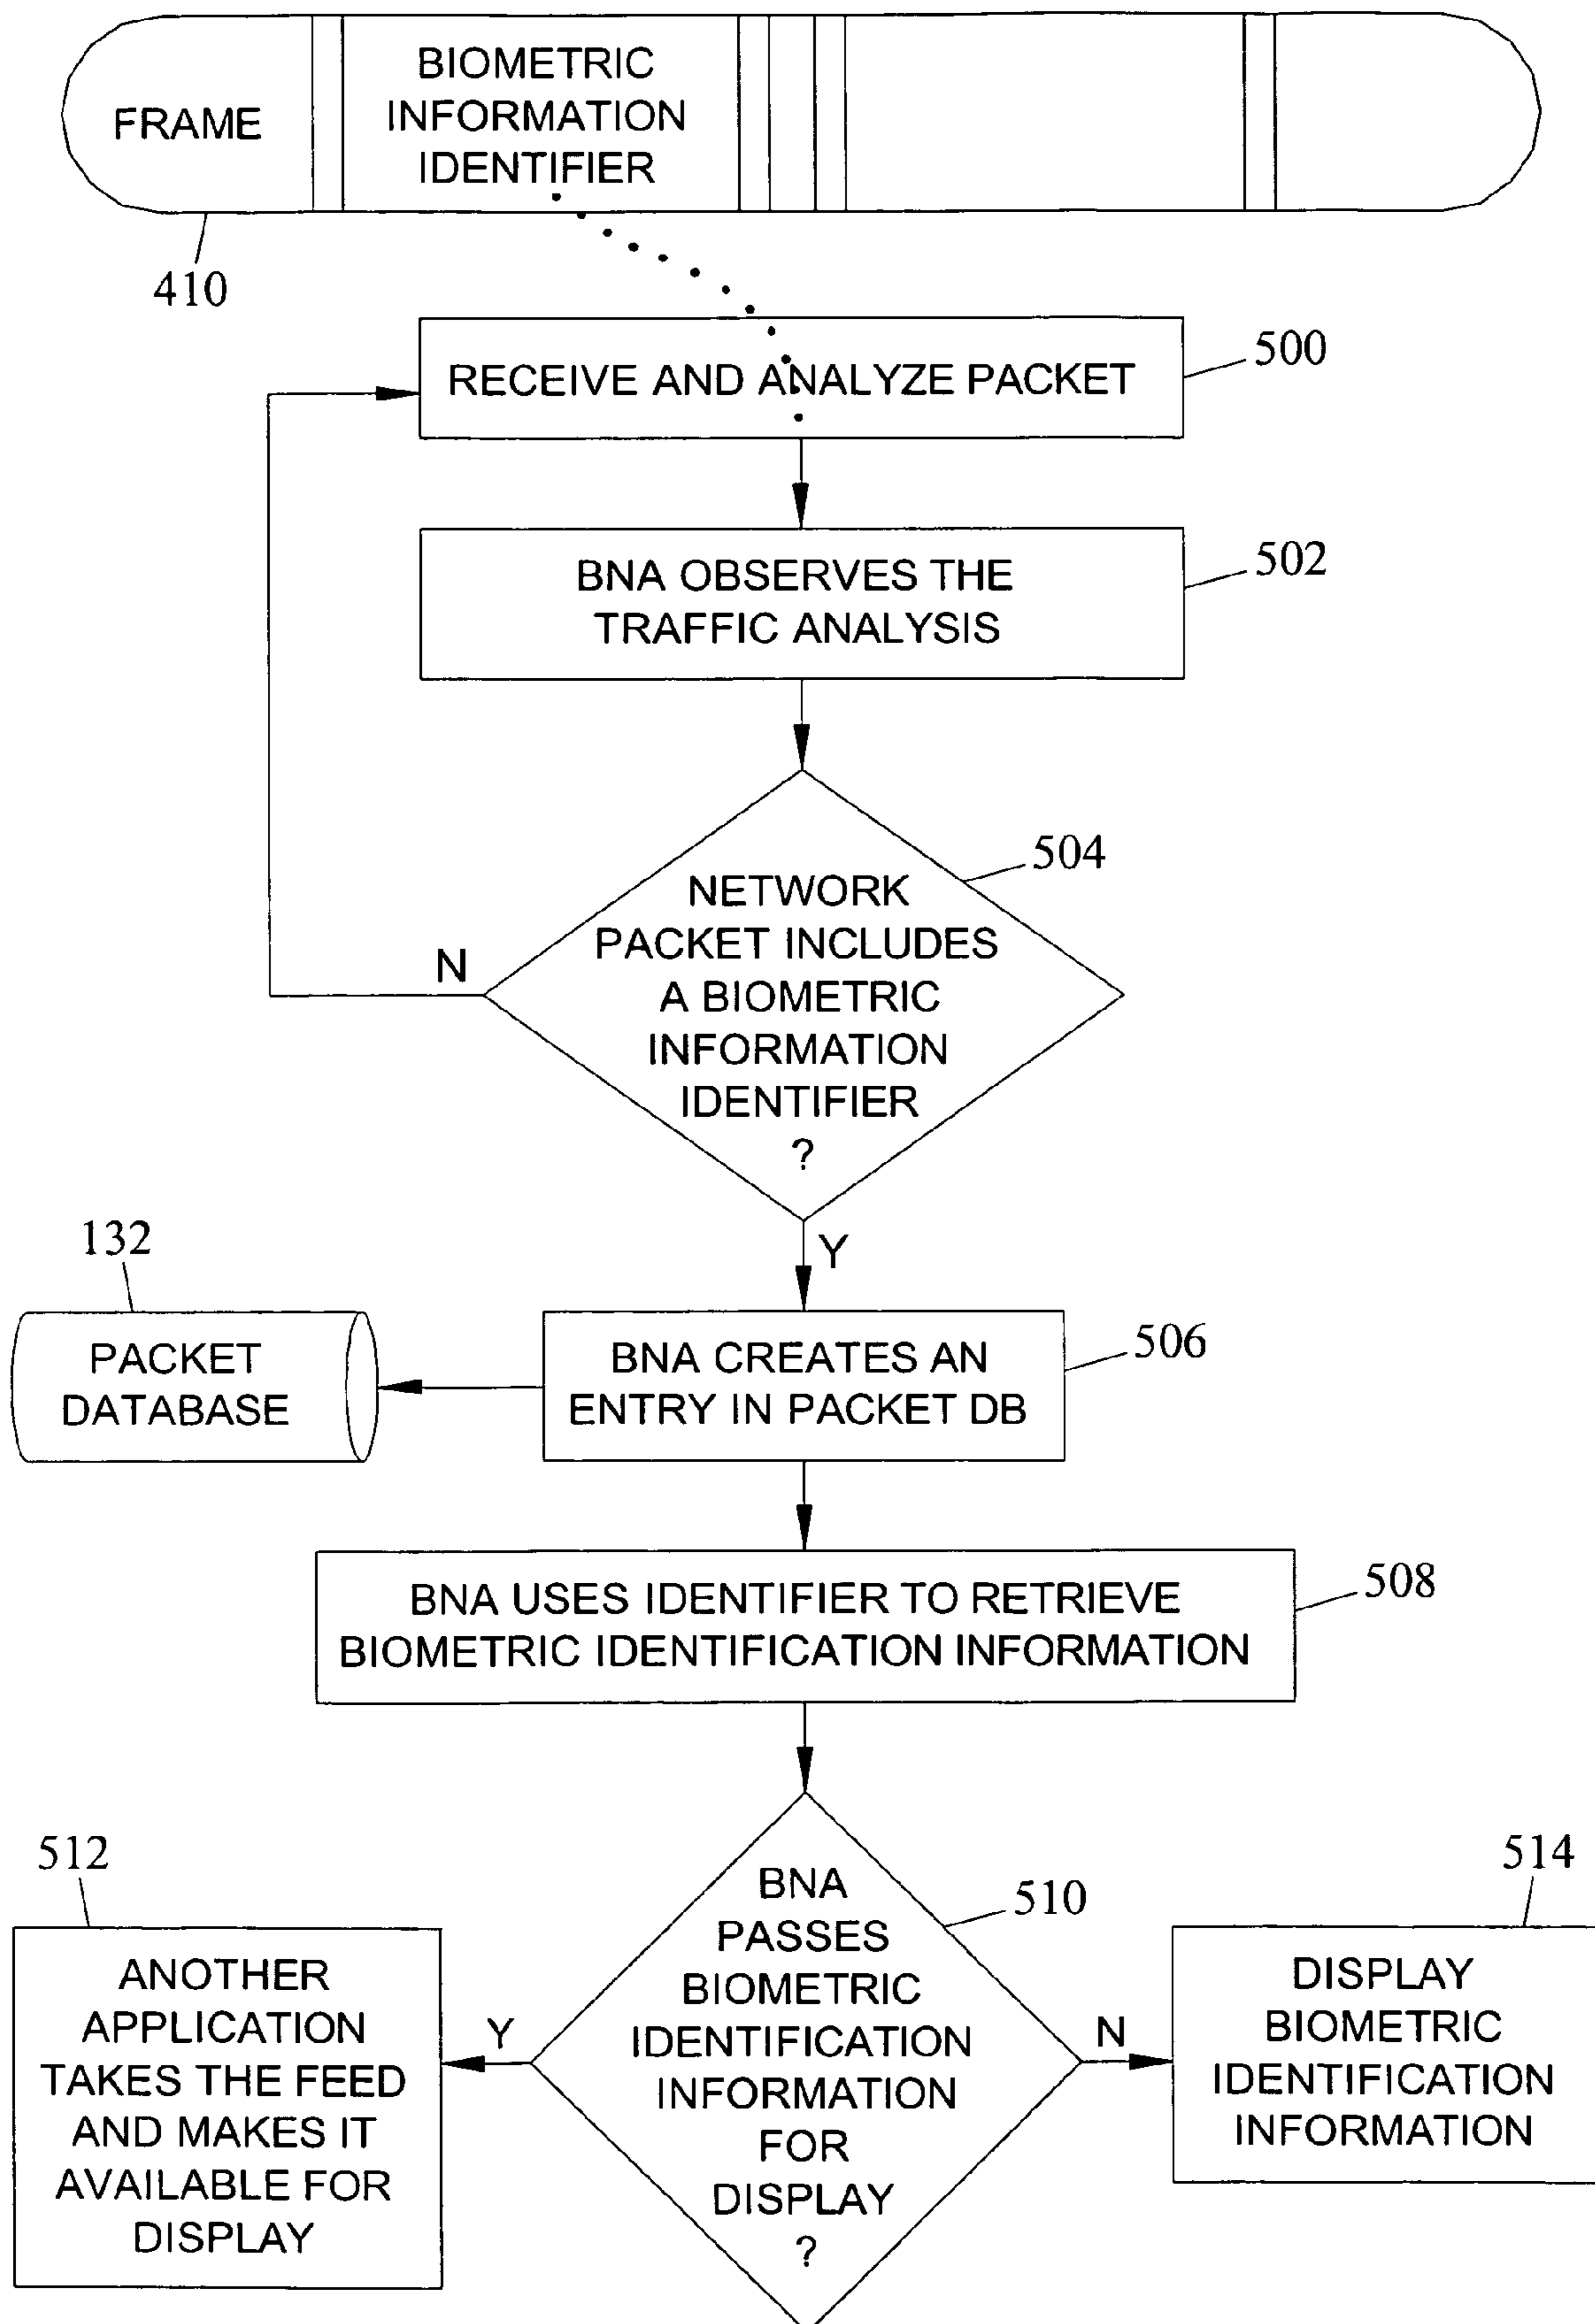 FRAME
BIOMETRIC
INFORMATION
IDENTIFIER
410
RECEIVE AND ANALYZE PACKET
500
BNA OBSERVES THE
TRAFFIC ANALYSIS
502
504
NETWORK
PACKET INCLUDES
A BIOMETRIC
INFORMATION
IDENTIFIER
?
N
Y
132
PACKET
DATABASE
BNA CREATES AN
ENTRY IN PACKET DB
506
BNA USES IDENTIFIER TO RETRIEVE
BIOMETRIC IDENTIFICATION INFORMATION
508
510
BNA
PASSES
BIOMETRIC
IDENTIFICATION
INFORMATION
FOR
DISPLAY
?
Y
N
512
ANOTHER
APPLICATION
TAKES THE FEED
AND MAKES IT
AVAILABLE FOR
DISPLAY
514
DISPLAY
BIOMETRIC
IDENTIFICATION
INFORMATION